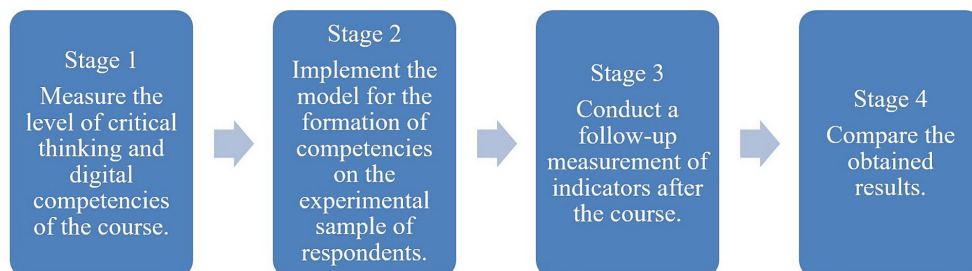 Stage 1
Measure the
level of critical
thinking and
digital
competencies
of the course.
Stage 2
Implement the
model for the
formation of
competencies
on the
experimental
sample of
respondents.
Stage 3
Conduct a
follow-up
measurement of
indicators after
the course.
Stage 4
Compare the
obtained
results.